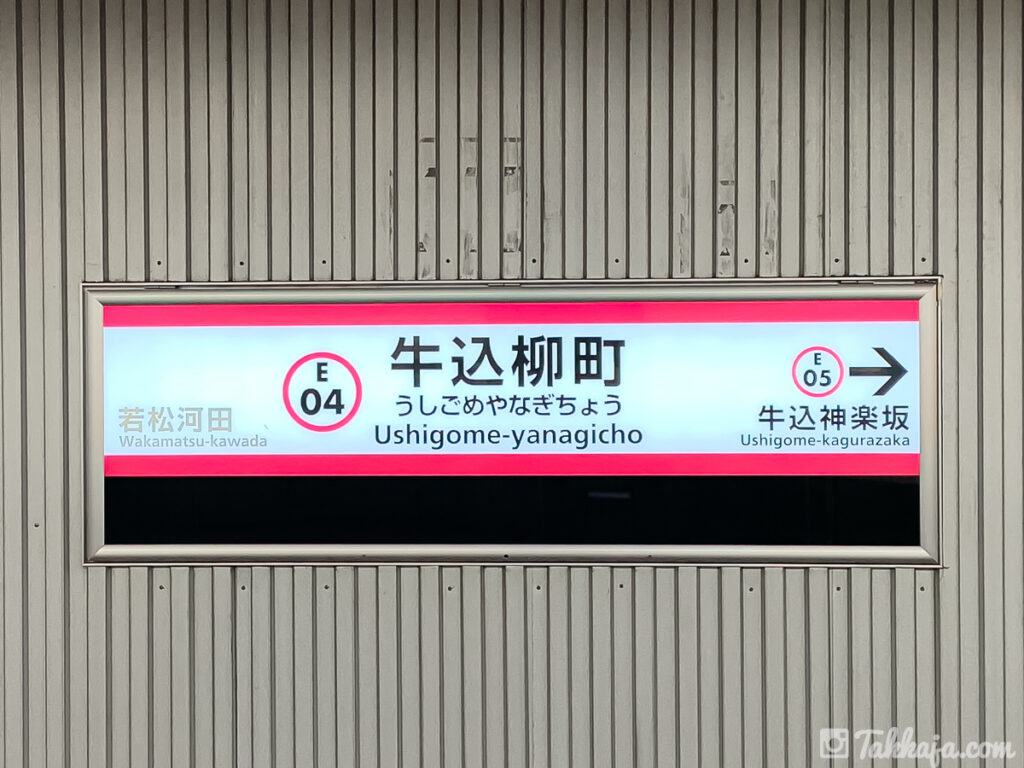 若松河田
Wakamatsu-kawada
E
04
牛込柳町
うしごめやなぎちょう
Ushigome-yanagicho
E
05
牛込神楽坂
Ushigome-kagurazaka
Takkaja.com